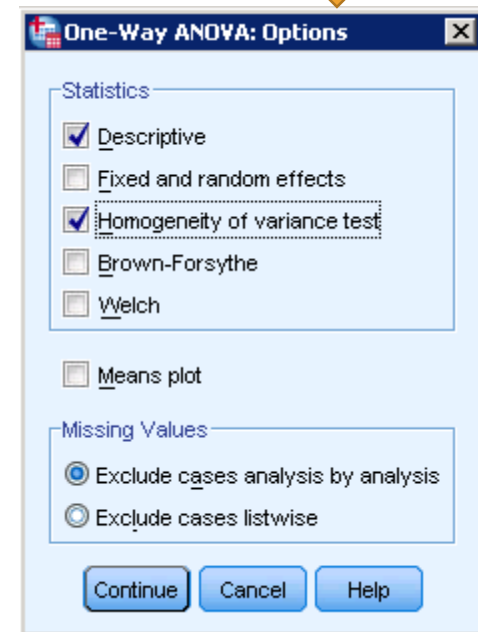 One-Way ANOVA: Options
Statistics
Descriptive
Fixed and random effects
Homogeneity of variance test
Brown-Forsythe
Welch
Means plot
Missing Values
Exclude cases analysis by analysis
Exclude cases listwise
Continue Cancel Help